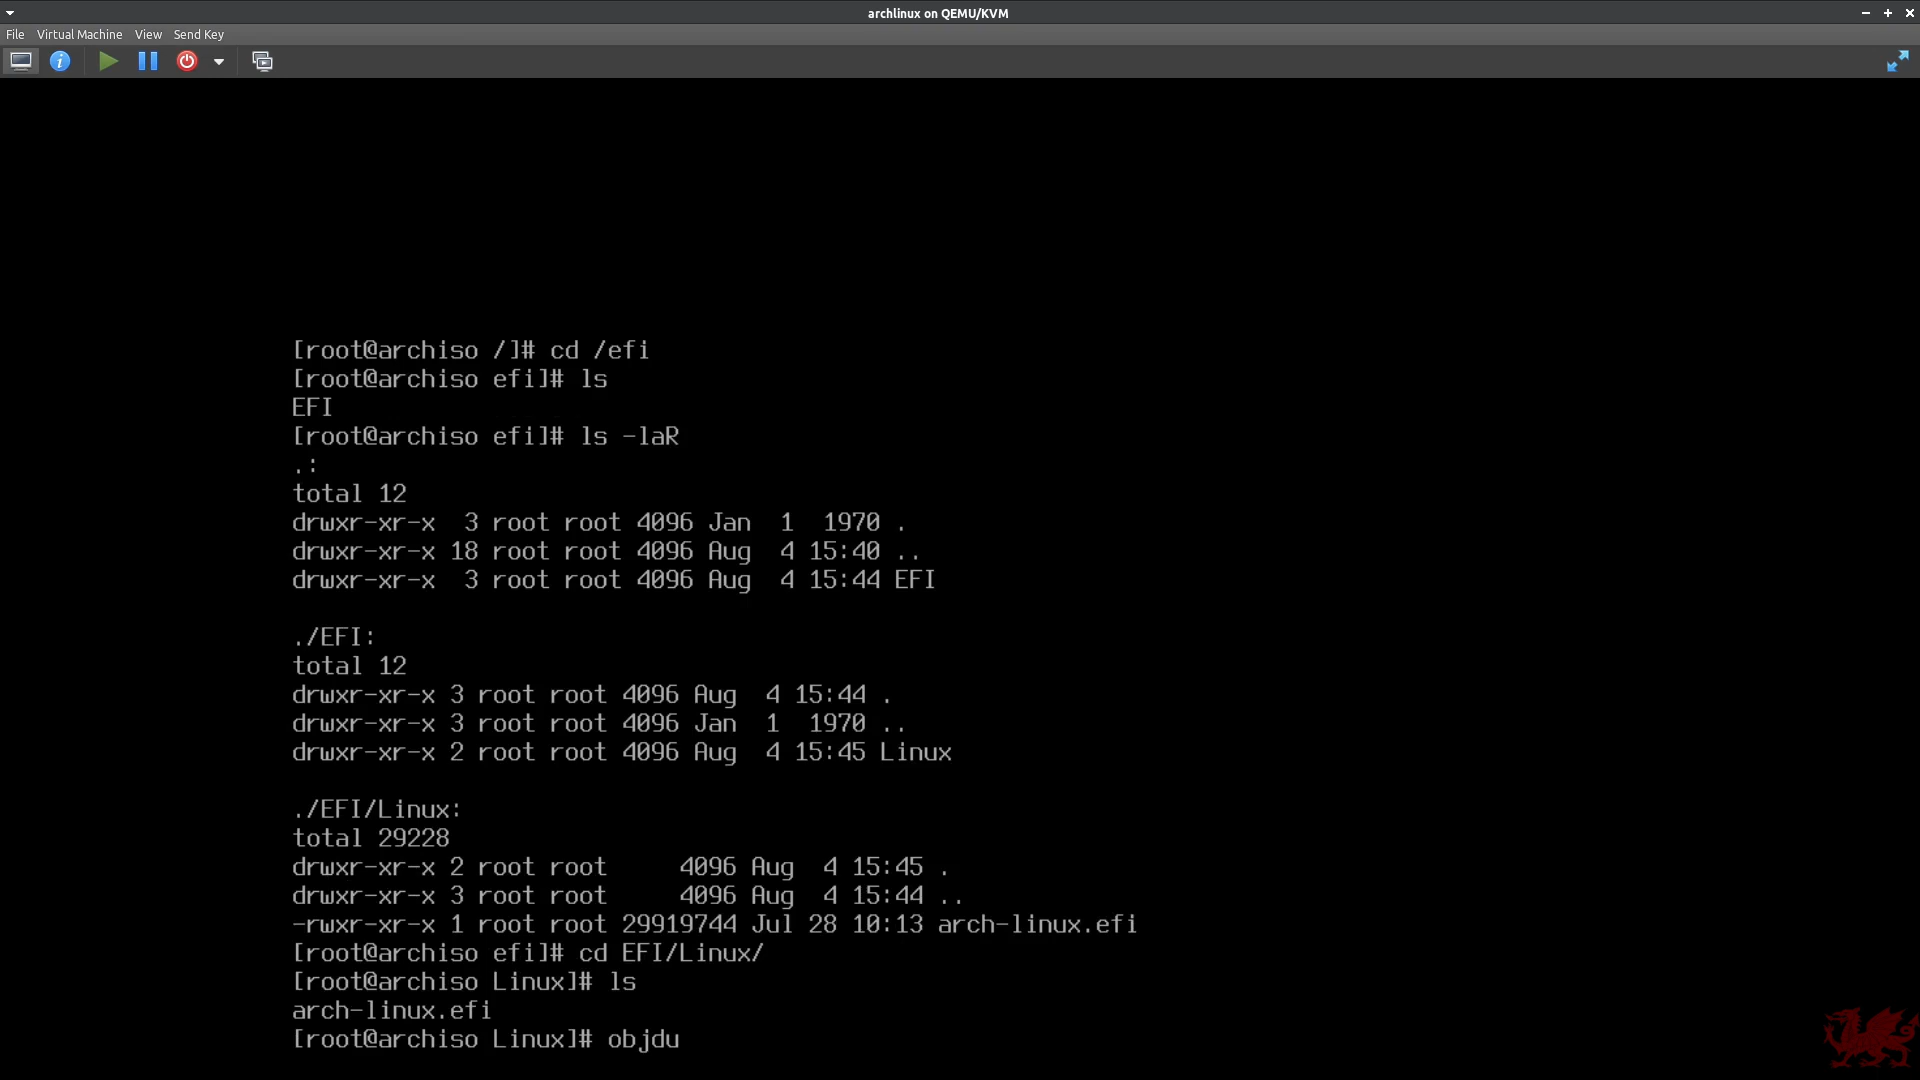 archlinux on QEMU/KVM
File Virtual Machine View Send Key
[root@archiso /]# cd /efi
[root@archiso efi]# ls
EFI
[root@archiso efi]# ls -laR
.:
total 12
drwxr-xr-x  3 root root 4096 Jan  1  1970 .
drwxr-xr-x 18 root root 4096 Aug  4 15:40 ..
drwxr-xr-x  3 root root 4096 Aug  4 15:44 EFI
./EFI:
total 12
drwxr-xr-x 3 root root 4096 Aug  4 15:44 .
drwxr-xr-x 3 root root 4096 Jan  1  1970 ..
drwxr-xr-x 2 root root 4096 Aug  4 15:45 Linux
./EFI/Linux:
total 29228
drwxr-xr-x 2 root root     4096 Aug  4 15:45 .
drwxr-xr-x 3 root root     4096 Aug  4 15:44 ..
-rwxr-xr-x 1 root root 29919744 Jul 28 10:13 arch-linux.efi
[root@archiso efi]# cd EFI/Linux/
[root@archiso Linux]# ls
arch-linux.efi
[root@archiso Linux]# objdu